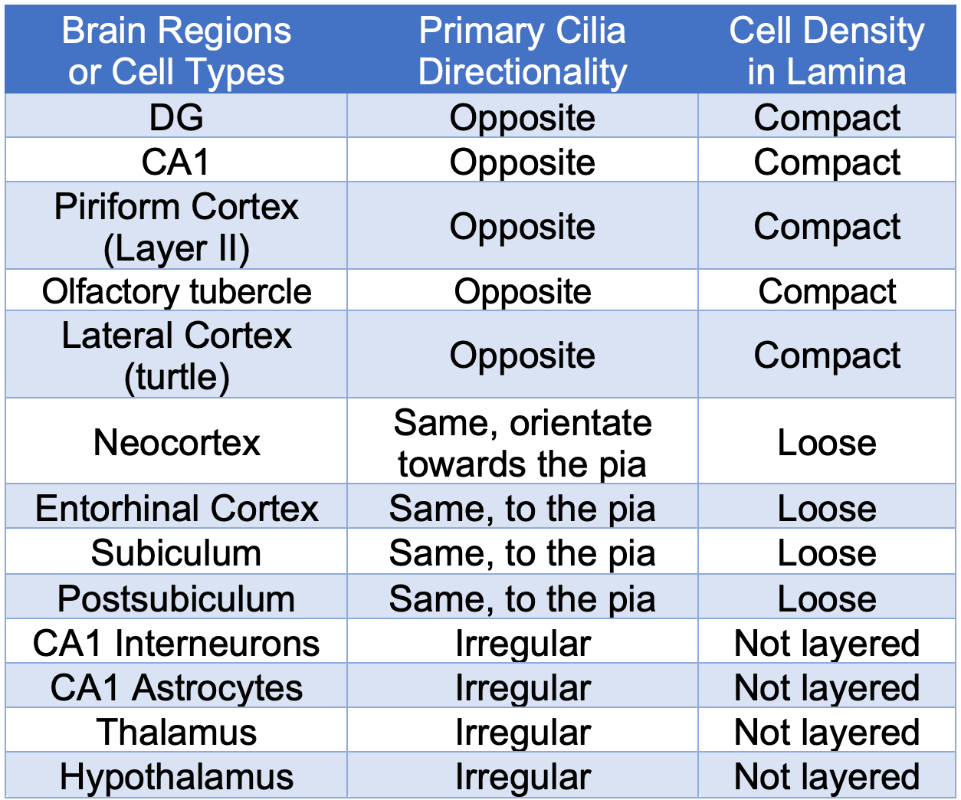 Brain Regions or Cell Types Primary Cilia Directionality Cell Density in Lamina
DG Opposite Compact
CA1 Opposite Compact
Piriform Cortex (Layer II) Opposite Compact
Olfactory tubercle Opposite Compact
Lateral Cortex (turtle) Opposite Compact
Neocortex Same, orientate towards the pia Loose
Entorhinal Cortex Same, to the pia Loose
Subiculum Same, to the pia Loose
Postsubiculum Same, to the pia Loose
CA1 Interneurons Irregular Not layered
CA1 Astrocytes Irregular Not layered
Thalamus Irregular Not layered
Hypothalamus Irregular Not layered